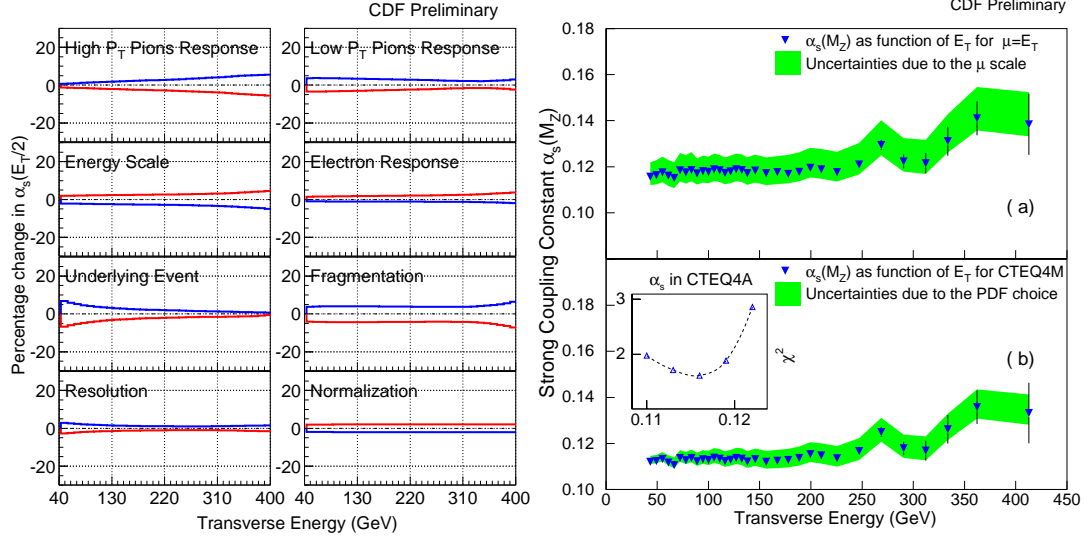 CDF Preliminary
Percentage change in α_s(E_T/2)
High P_T Pions Response
Low P_T Pions Response
20
0
-20
Energy Scale
Electron Response
20
0
-20
Underlying Event
Fragmentation
20
0
-20
Resolution
Normalization
20
0
-20
40 130 220 310 400
40 130 220 310 400
Transverse Energy (GeV)
CDF Preliminary
Strong Coupling Constant α_s(M_Z)
α_s(M_Z) as function of E_T for μ=E_T
Uncertainties due to the μ scale
0.18
0.16
0.14
0.12
0.10
( a )
α_s(M_Z) as function of E_T for CTEQ4M
Uncertainties due to the PDF choice
α_s in CTEQ4A
3
2
χ²
0.10 0.12
( b )
0.16
0.14
0.12
0.10
50 100 150 200 250 300 350 400 450
Transverse Energy (GeV)